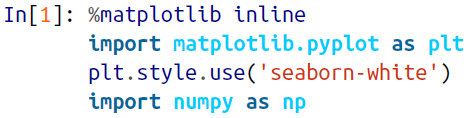 In[1]: %matplotlib inline
import matplotlib.pyplot as plt
plt.style.use('seaborn-white')
import numpy as np